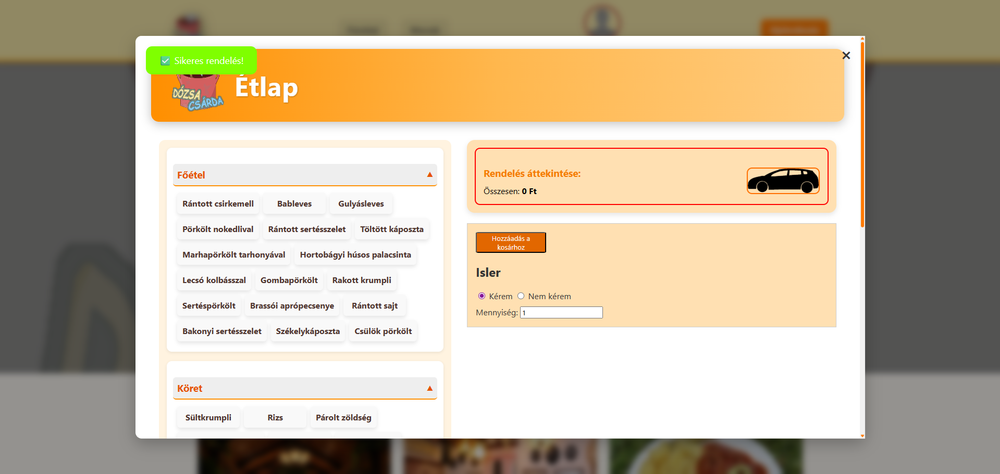 ✅ Sikeres rendelés!
DÓZSA
CSÁRDA
Étlap
Főétel
Rántott csirkemell Bableves Gulyásleves
Pörkölt nokedlival Rántott sertésszelet Töltött káposzta
Marhapörkölt tarhonyával Hortobágyi húsos palacsinta
Lecsó kolbásszal Gombapörkölt Rakott krumpli
Sertéspörkölt Brassói aprópecsenye Rántott sajt
Bakonyi sertésszelet Székelykáposzta Csülök pörkölt
Köret
Sültkrumpli Rizs Párolt zöldség
Rendelés áttekintése:
Összesen: 0 Ft
Hozzáadás a
kosárhoz
Isler
Kérem Nem kérem
Mennyiség: 1